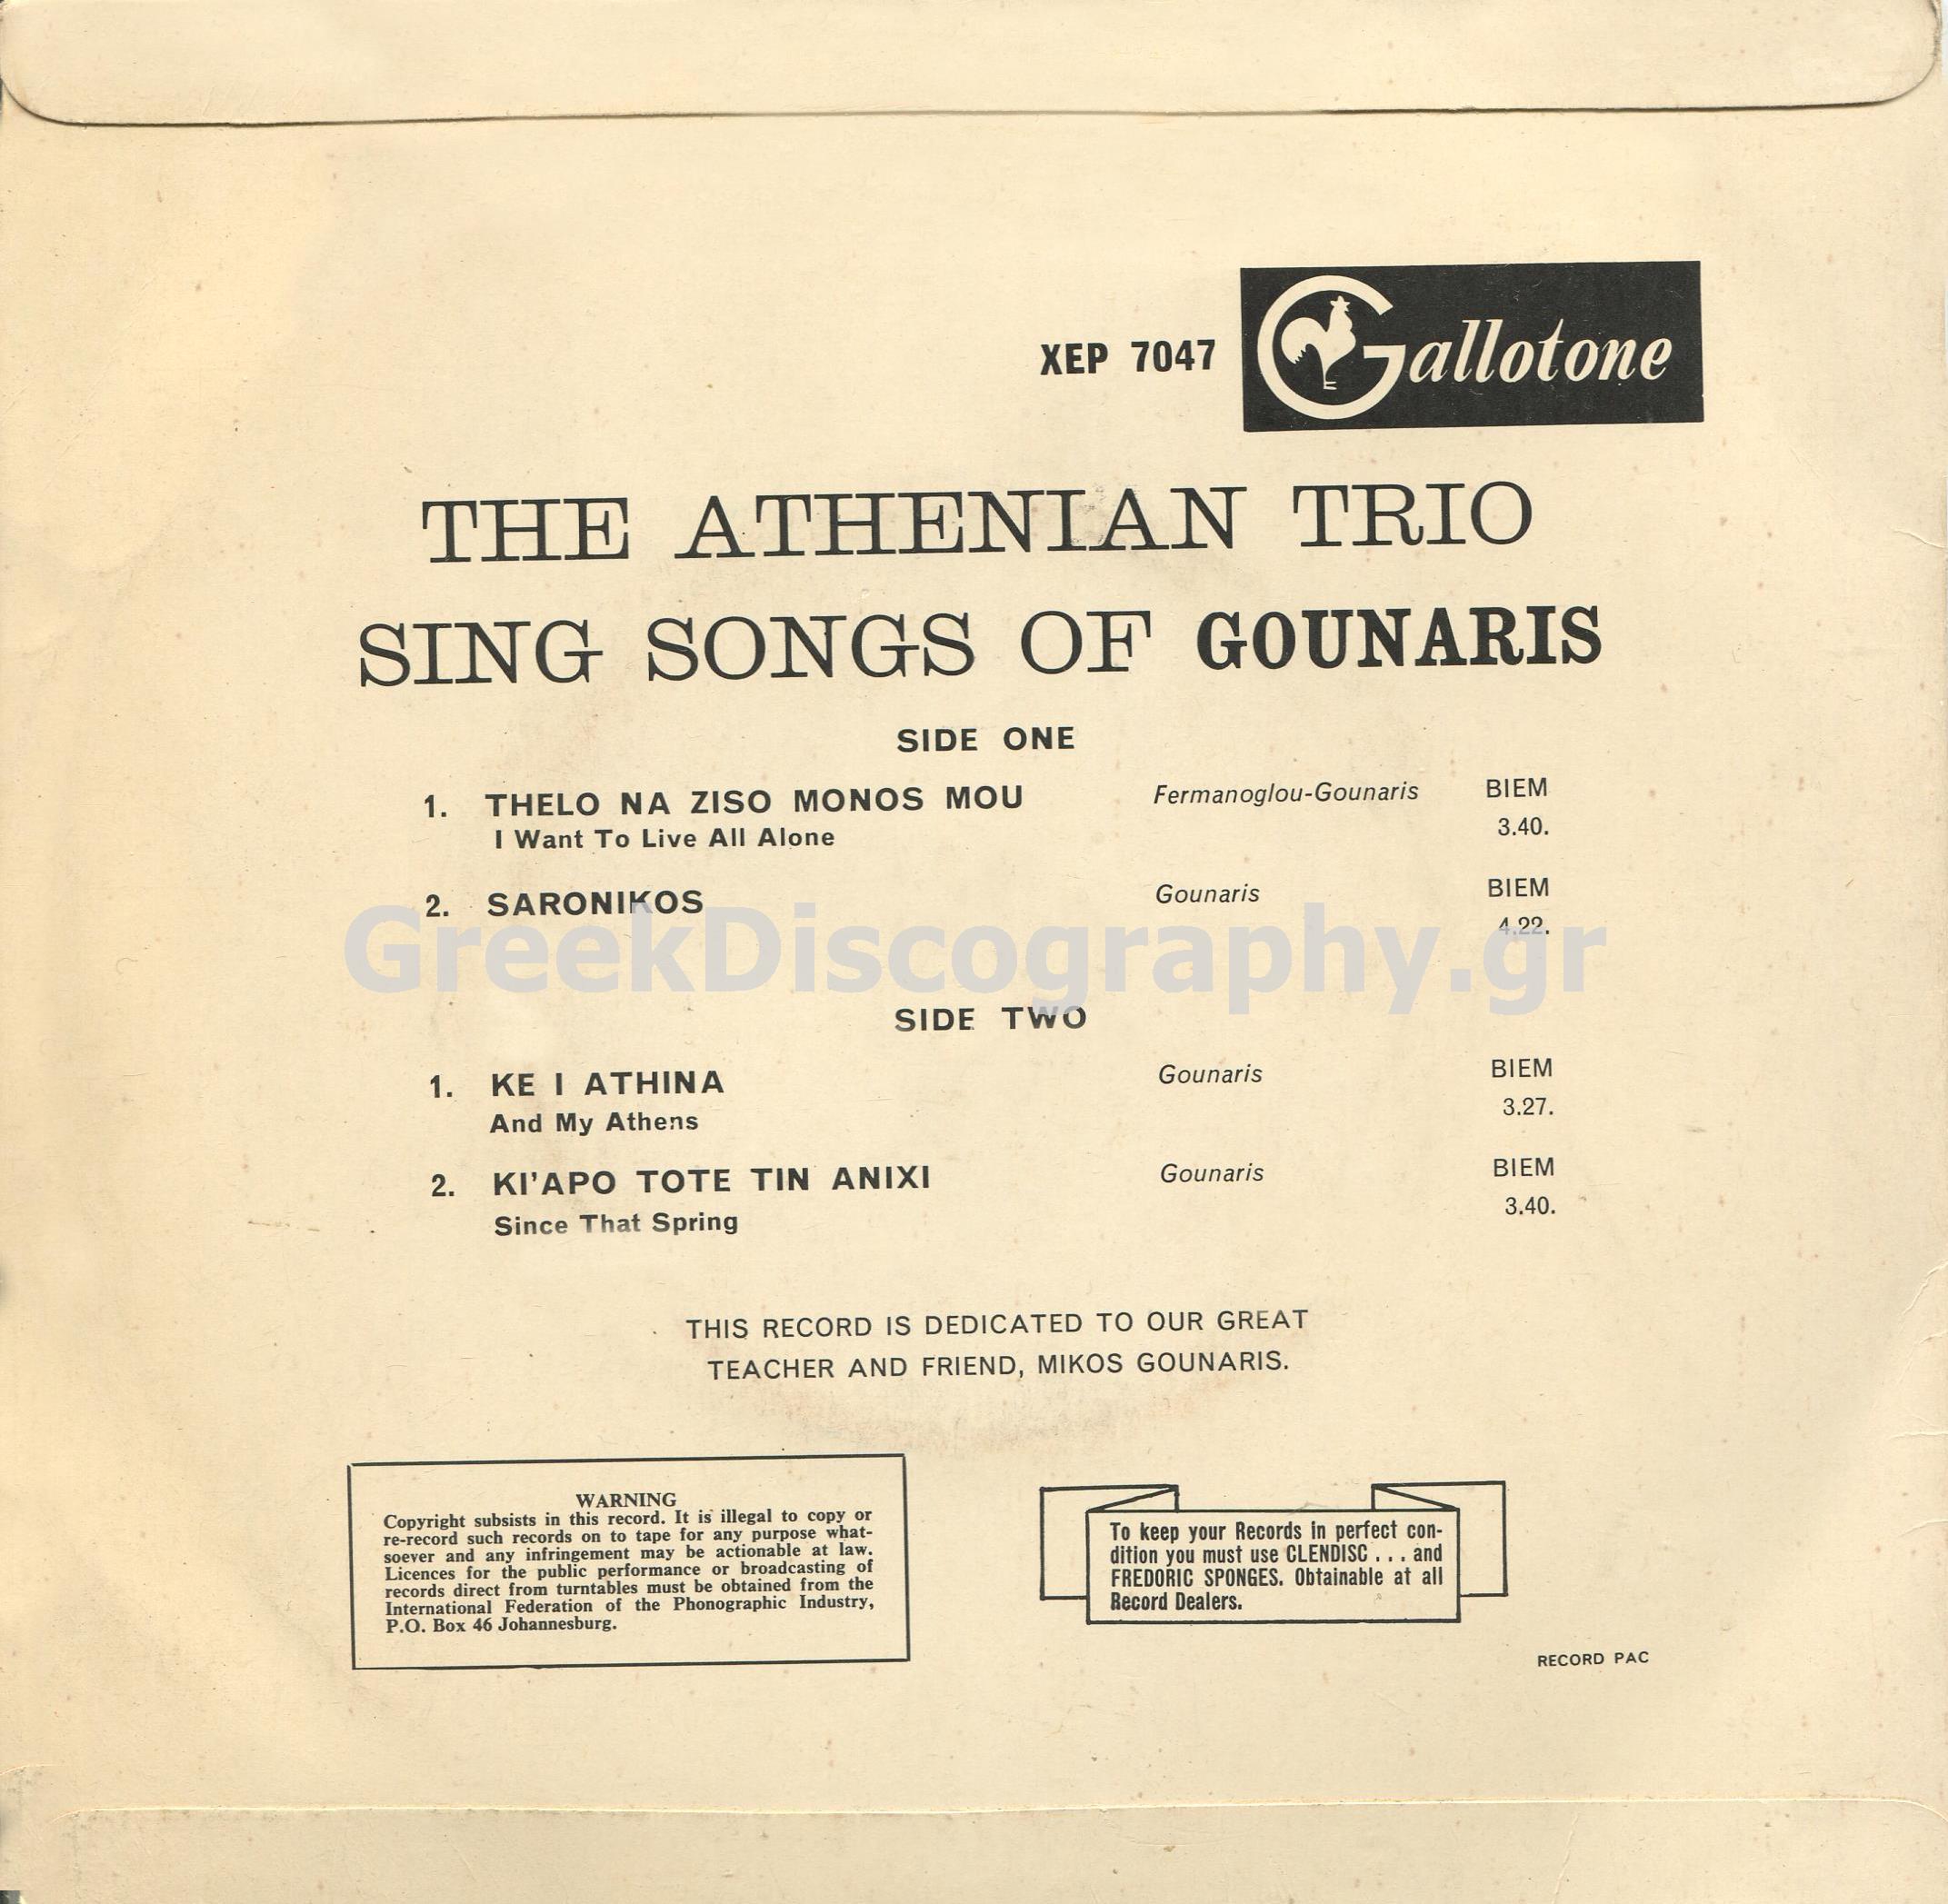 XEP 7047 Gallotone
THE ATHENIAN TRIO
SING SONGS OF GOUNARIS
SIDE ONE
1. THELO NA ZISO MONOS MOU Fermanoglou-Gounaris BIEM
I Want To Live All Alone 3.40.
2. SARONIKOS Gounaris BIEM
4.22.
GreekDiscography.gr
SIDE TWO
1. KE I ATHINA Gounaris BIEM
And My Athens 3.27.
2. KI'APO TOTE TIN ANIXI Gounaris BIEM
Since That Spring 3.40.
THIS RECORD IS DEDICATED TO OUR GREAT
TEACHER AND FRIEND, MIKOS GOUNARIS.
WARNING
Copyright subsists in this record. It is illegal to copy or
re-record such records on to tape for any purpose what-
soever and any infringement may be actionable at law.
Licences for the public performance or broadcasting of
records direct from turntables must be obtained from the
International Federation of the Phonographic Industry,
P.O. Box 46 Johannesburg.
To keep your Records in perfect con-
dition you must use CLENDISC . . . and
FREDORIC SPONGES. Obtainable at all
Record Dealers.
RECORD PAC